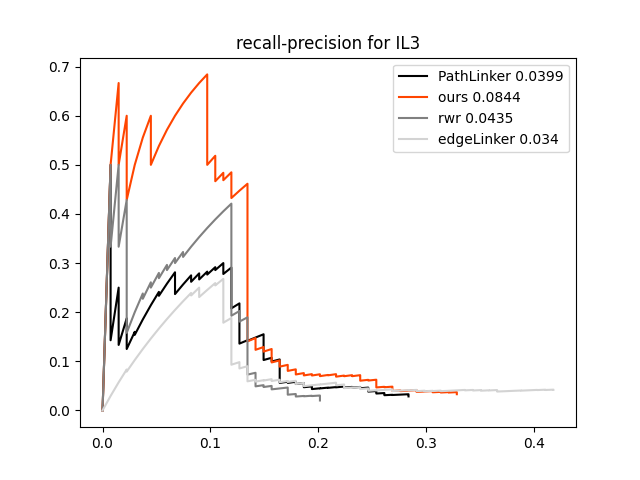 recall-precision for IL3
PathLinker 0.0399
ours 0.0844
rwr 0.0435
edgeLinker 0.034
0.7
0.6
0.5
0.4
0.3
0.2
0.1
0.0
0.0 0.1 0.2 0.3 0.4